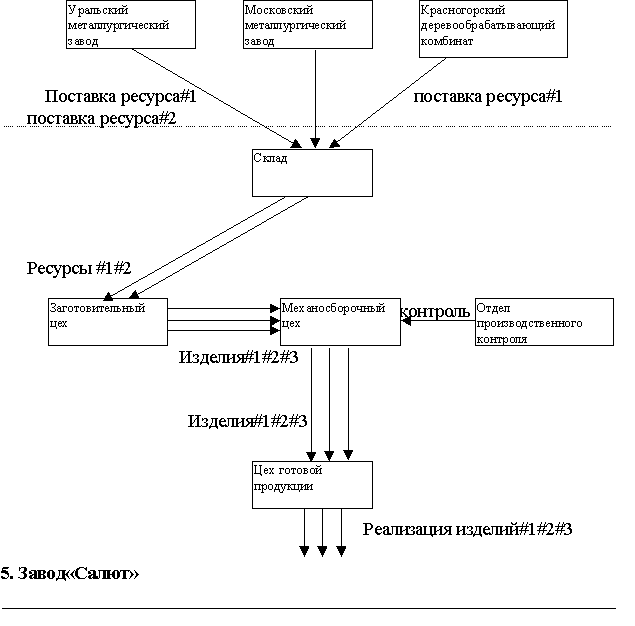 Уральский
металлургический
завод
Московский
металлургический
завод
Красногорский
деревообрабатывающий
комбинат
Поставка ресурса#1
поставка ресурса#2
поставка ресурса#1
Склад
Ресурсы #1#2
Заготовительный
цех
Механосборочный
цех
контроль
Отдел
производственного
контроля
Изделия#1#2#3
Изделия#1#2#3
Цех готовой
продукции
Реализация изделий#1#2#3
5. Завод«Салют»